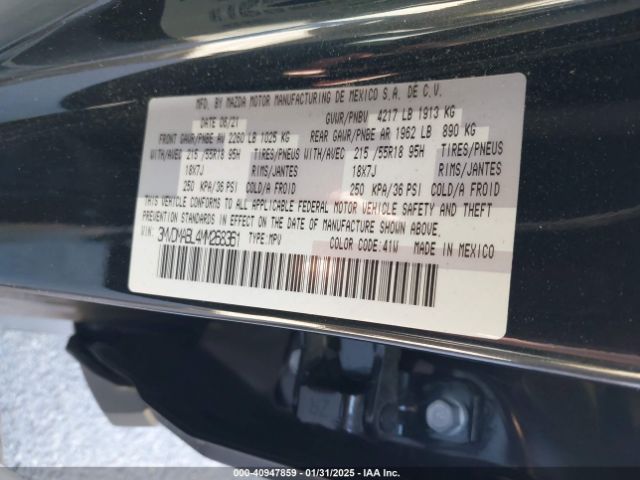 MFD. BY MAZDA MOTOR MANUFACTURING DE MEXICO S.A. DE C.V.
DATE 06/21 GVWR/PNBV 4217 LB 1913 KG
FRONT GAWR/PNBE AV 2260 LB 1025 KG REAR GAWR/PNBE AR 1962 LB 890 KG
WITH/AVEC 215 /55R18 95H TIRES/PNEUS WITH/AVEC 215 /55R18 95H TIRES/PNEUS
18X7J RIMS/JANTES 18X7J RIMS/JANTES
250 KPA/36 PSI COLD/A FROID 250 KPA/36 PSI COLD/A FROID
THIS VEHICLE CONFORMS TO ALL APPLICABLE FEDERAL MOTOR VEHICLE SAFETY AND THEFT
PREVENTION STANDARDS IN EFFECT ON THE DATE OF MANUFACTURE SHOWN ABOVE.
VIN: TYPE: MPV COLOR CODE: 41W MADE IN MEXICO
000-40947859 - 01/31/2025 - IAA Inc.